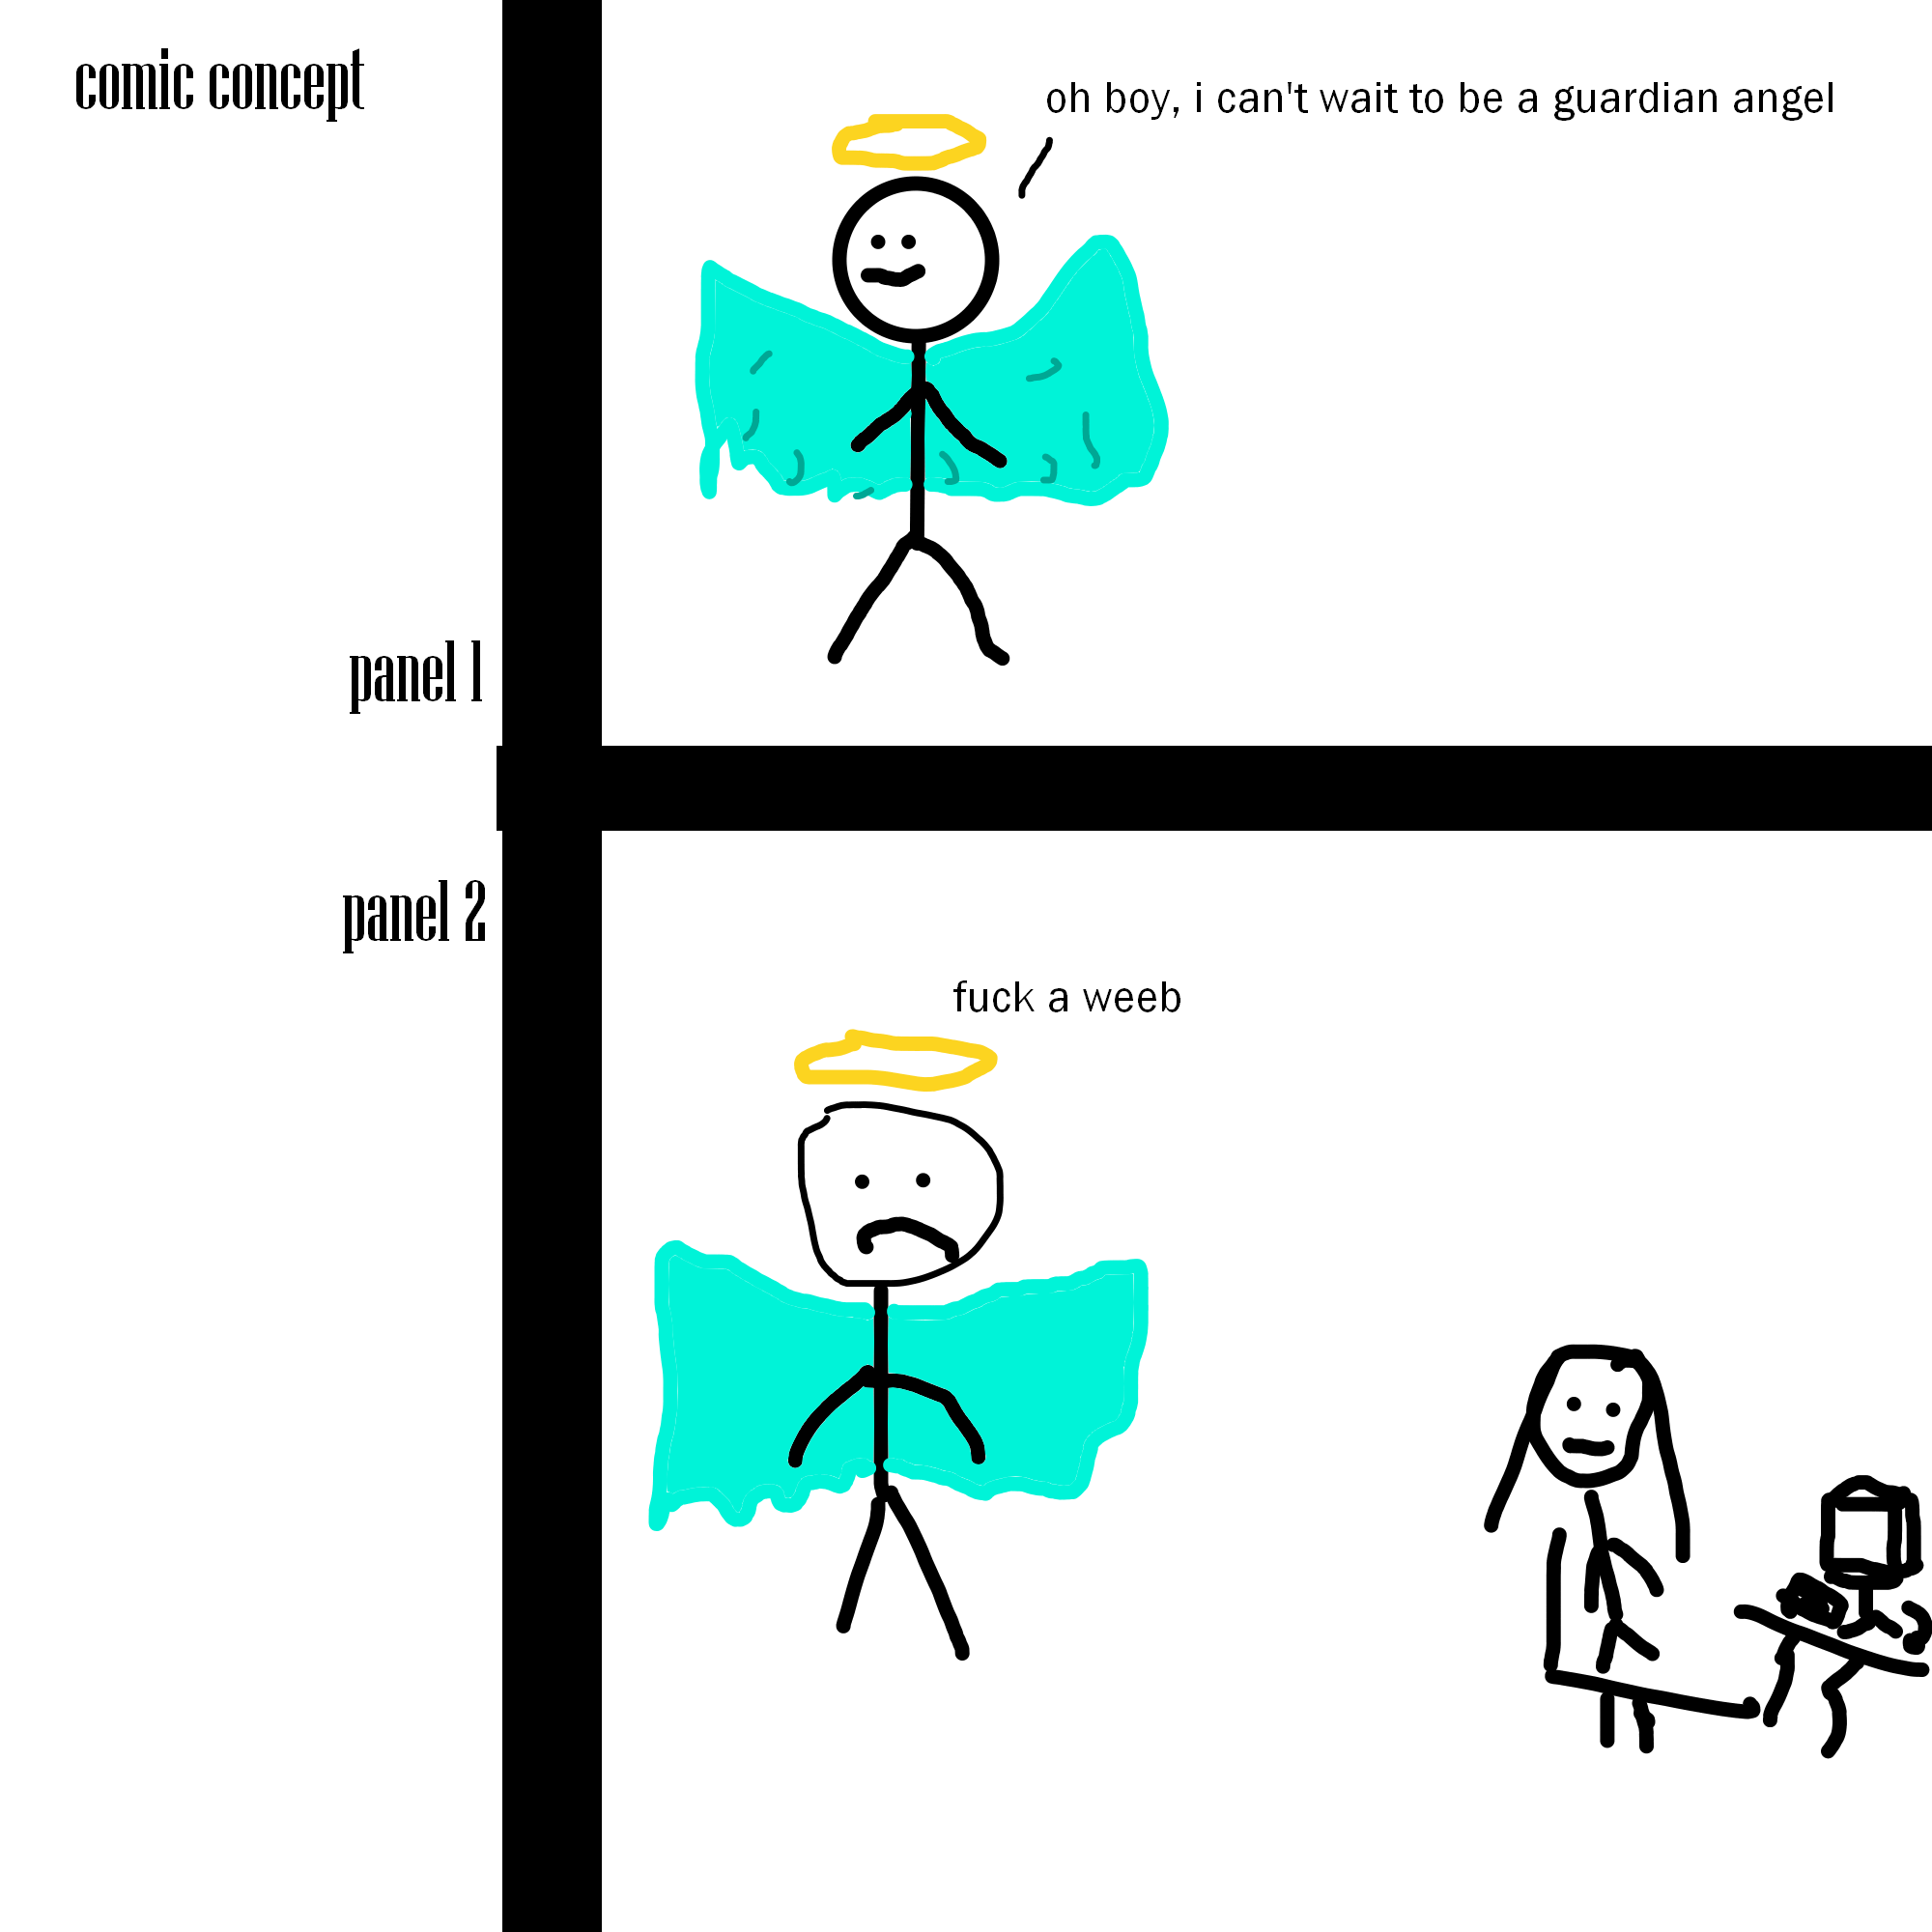 comic concept
oh boy, i can't wait to be a guardian angel
panel 1
panel 2
fuck a weeb